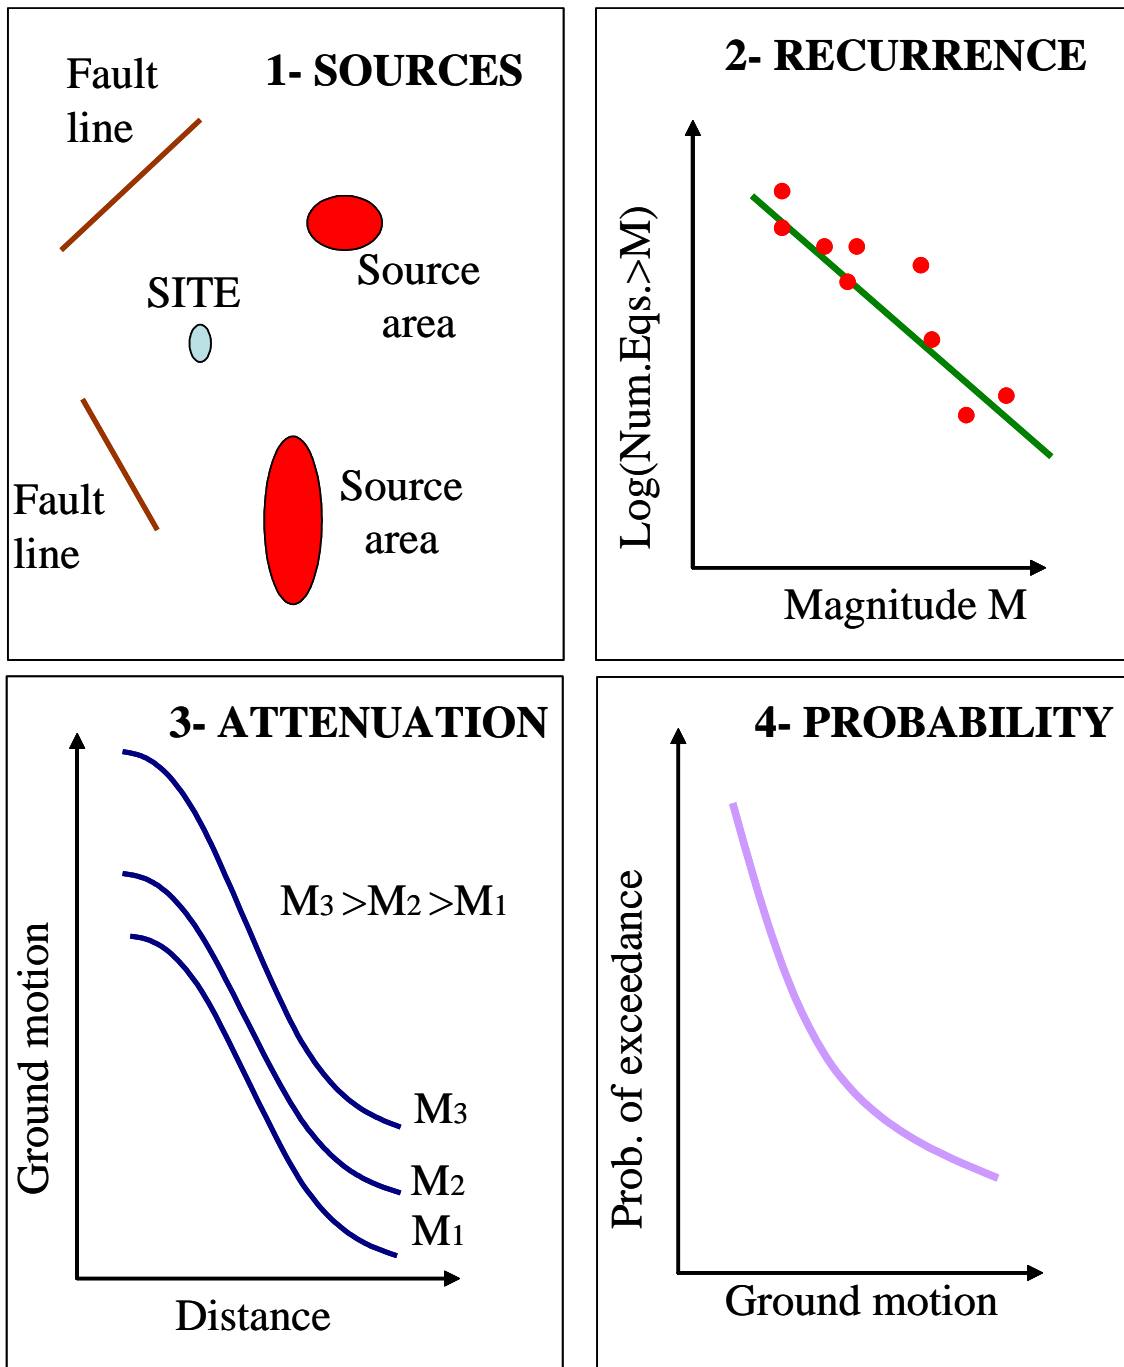 1- SOURCES
Fault
line
Source
area
SITE
Fault
line
Source
area
2- RECURRENCE
Log(Num.Eqs.>M)
Magnitude M
3- ATTENUATION
M3 >M2 >M1
Ground motion
M3
M2
M1
Distance
4- PROBABILITY
Prob. of exceedance
Ground motion